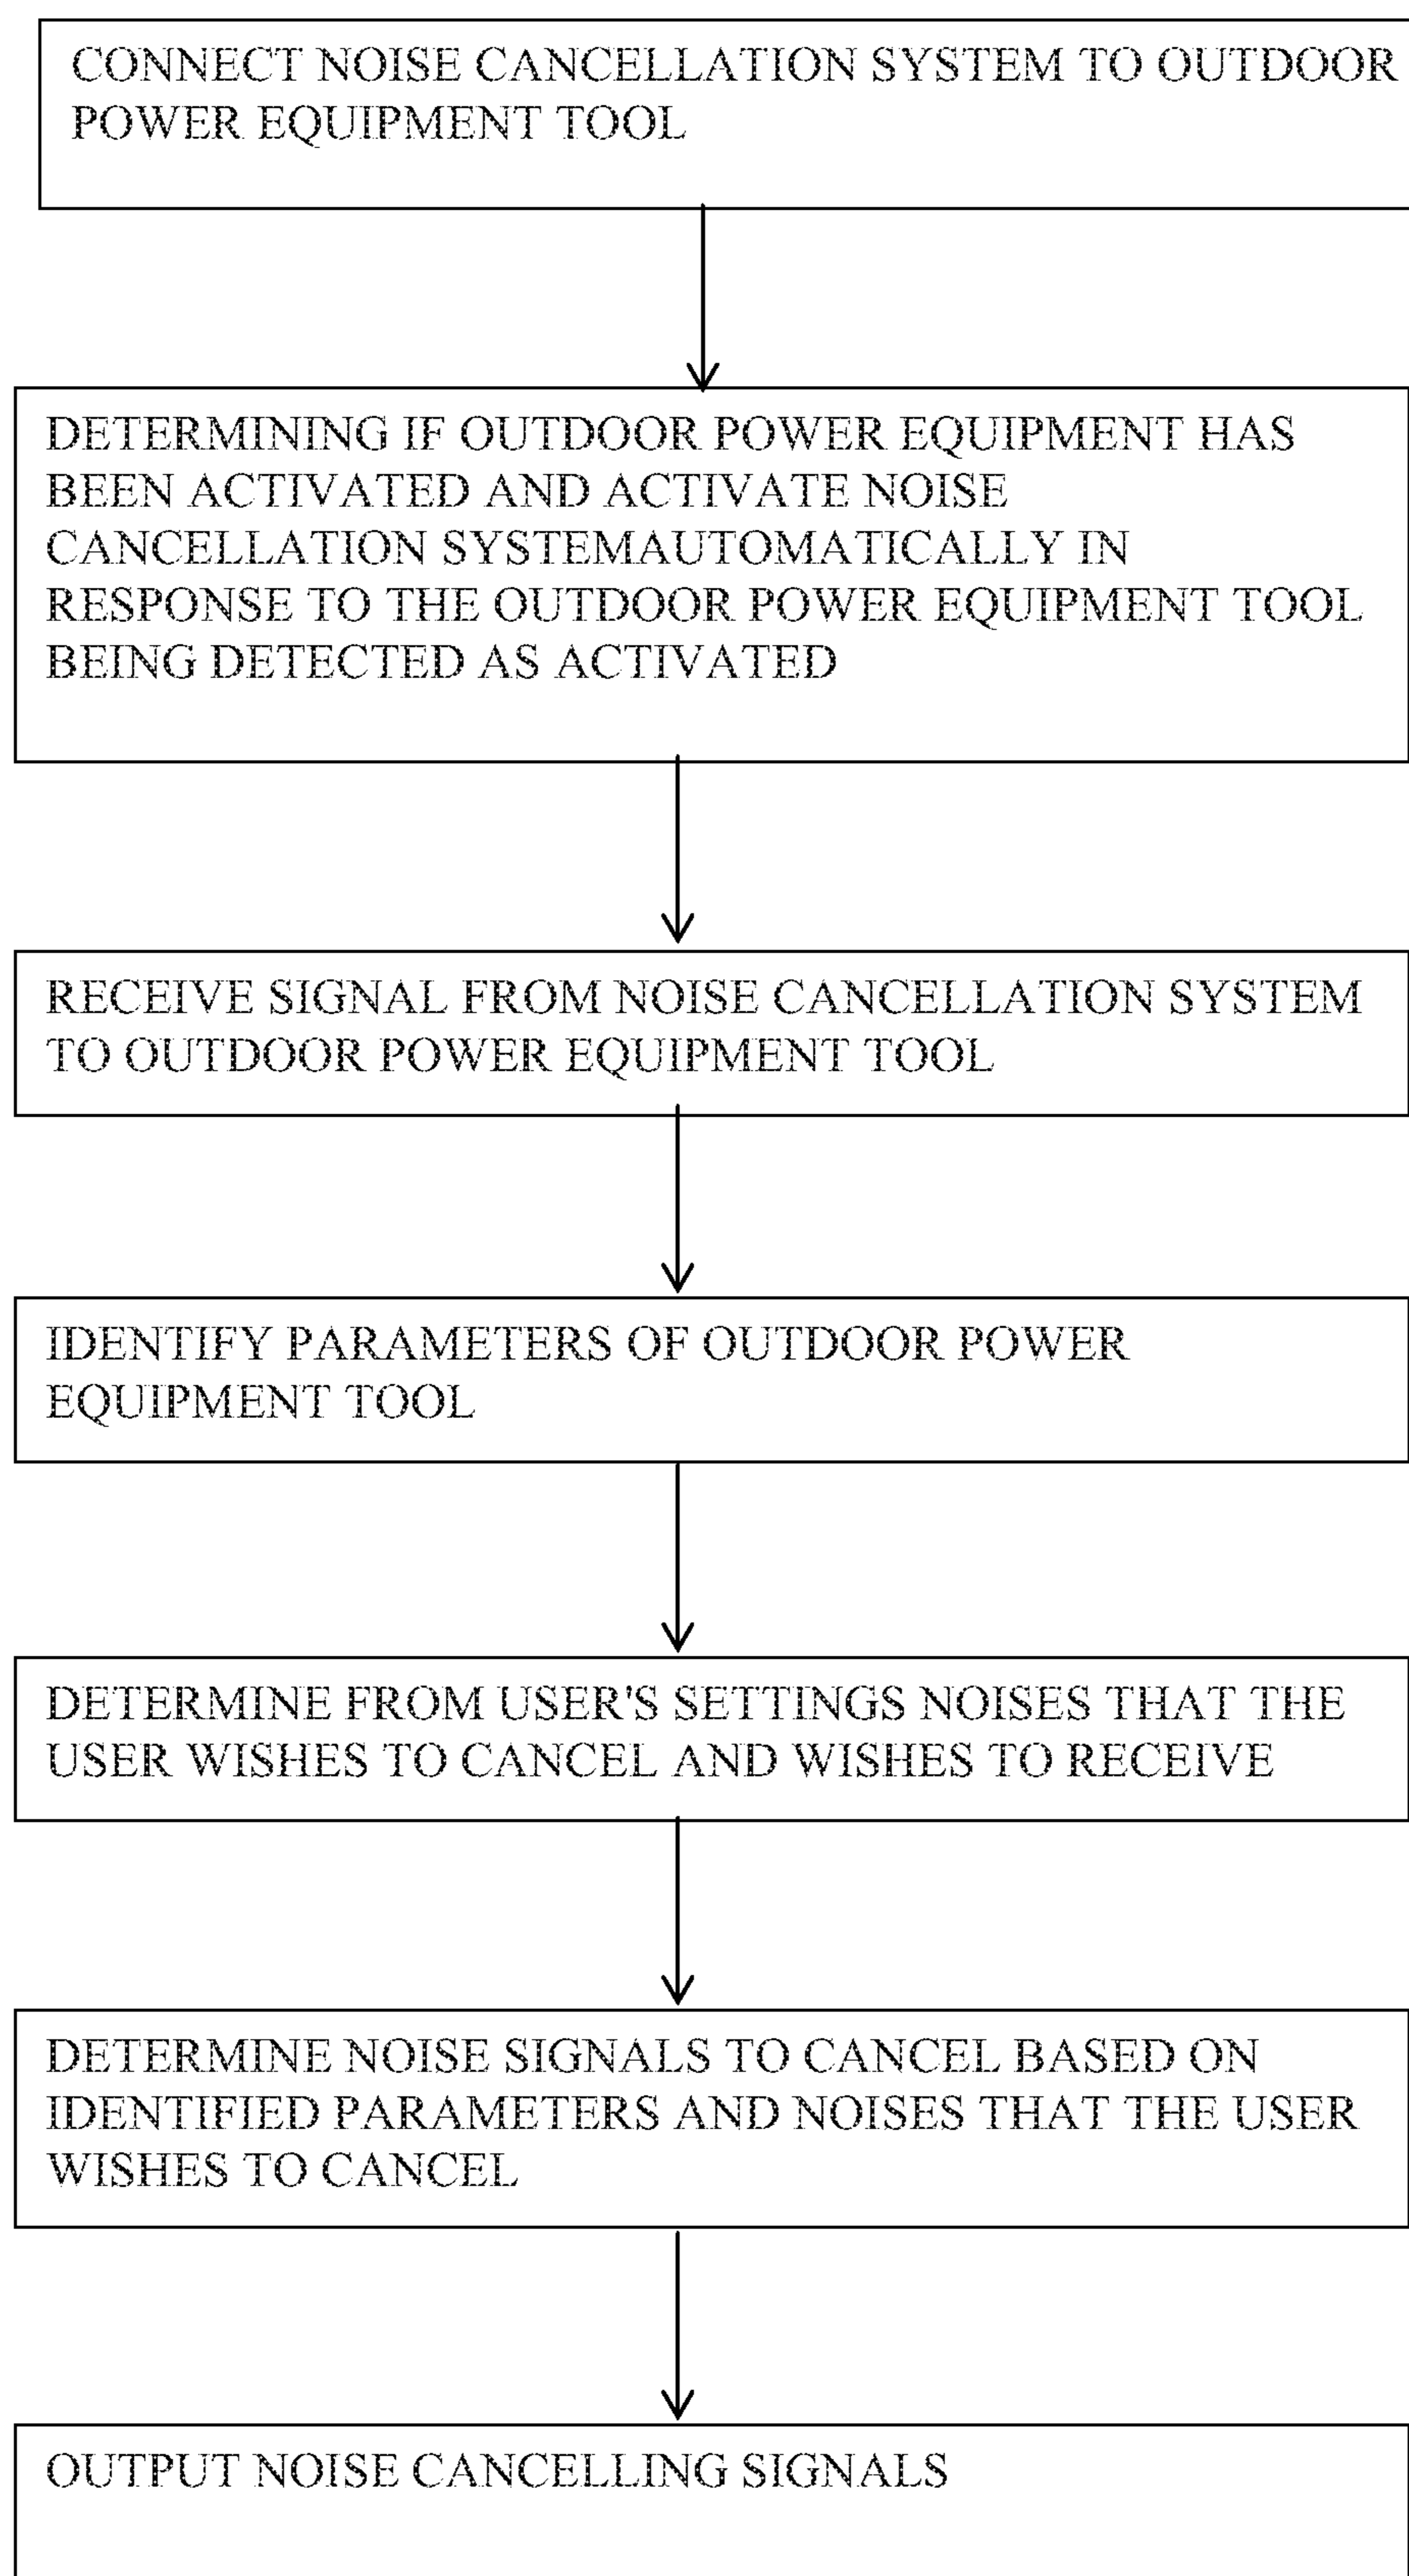 CONNECT NOISE CANCELLATION SYSTEM TO OUTDOOR
POWER EQUIPMENT TOOL
DETERMINING IF OUTDOOR POWER EQUIPMENT HAS
BEEN ACTIVATED AND ACTIVATE NOISE
CANCELLATION SYSTEMAUTOMATICALLY IN
RESPONSE TO THE OUTDOOR POWER EQUIPMENT TOOL
BEING DETECTED AS ACTIVATED
RECEIVE SIGNAL FROM NOISE CANCELLATION SYSTEM
TO OUTDOOR POWER EQUIPMENT TOOL
IDENTIFY PARAMETERS OF OUTDOOR POWER
EQUIPMENT TOOL
DETERMINE FROM USER'S SETTINGS NOISES THAT THE
USER WISHES TO CANCEL AND WISHES TO RECEIVE
DETERMINE NOISE SIGNALS TO CANCEL BASED ON
IDENTIFIED PARAMETERS AND NOISES THAT THE USER
WISHES TO CANCEL
OUTPUT NOISE CANCELLING SIGNALS